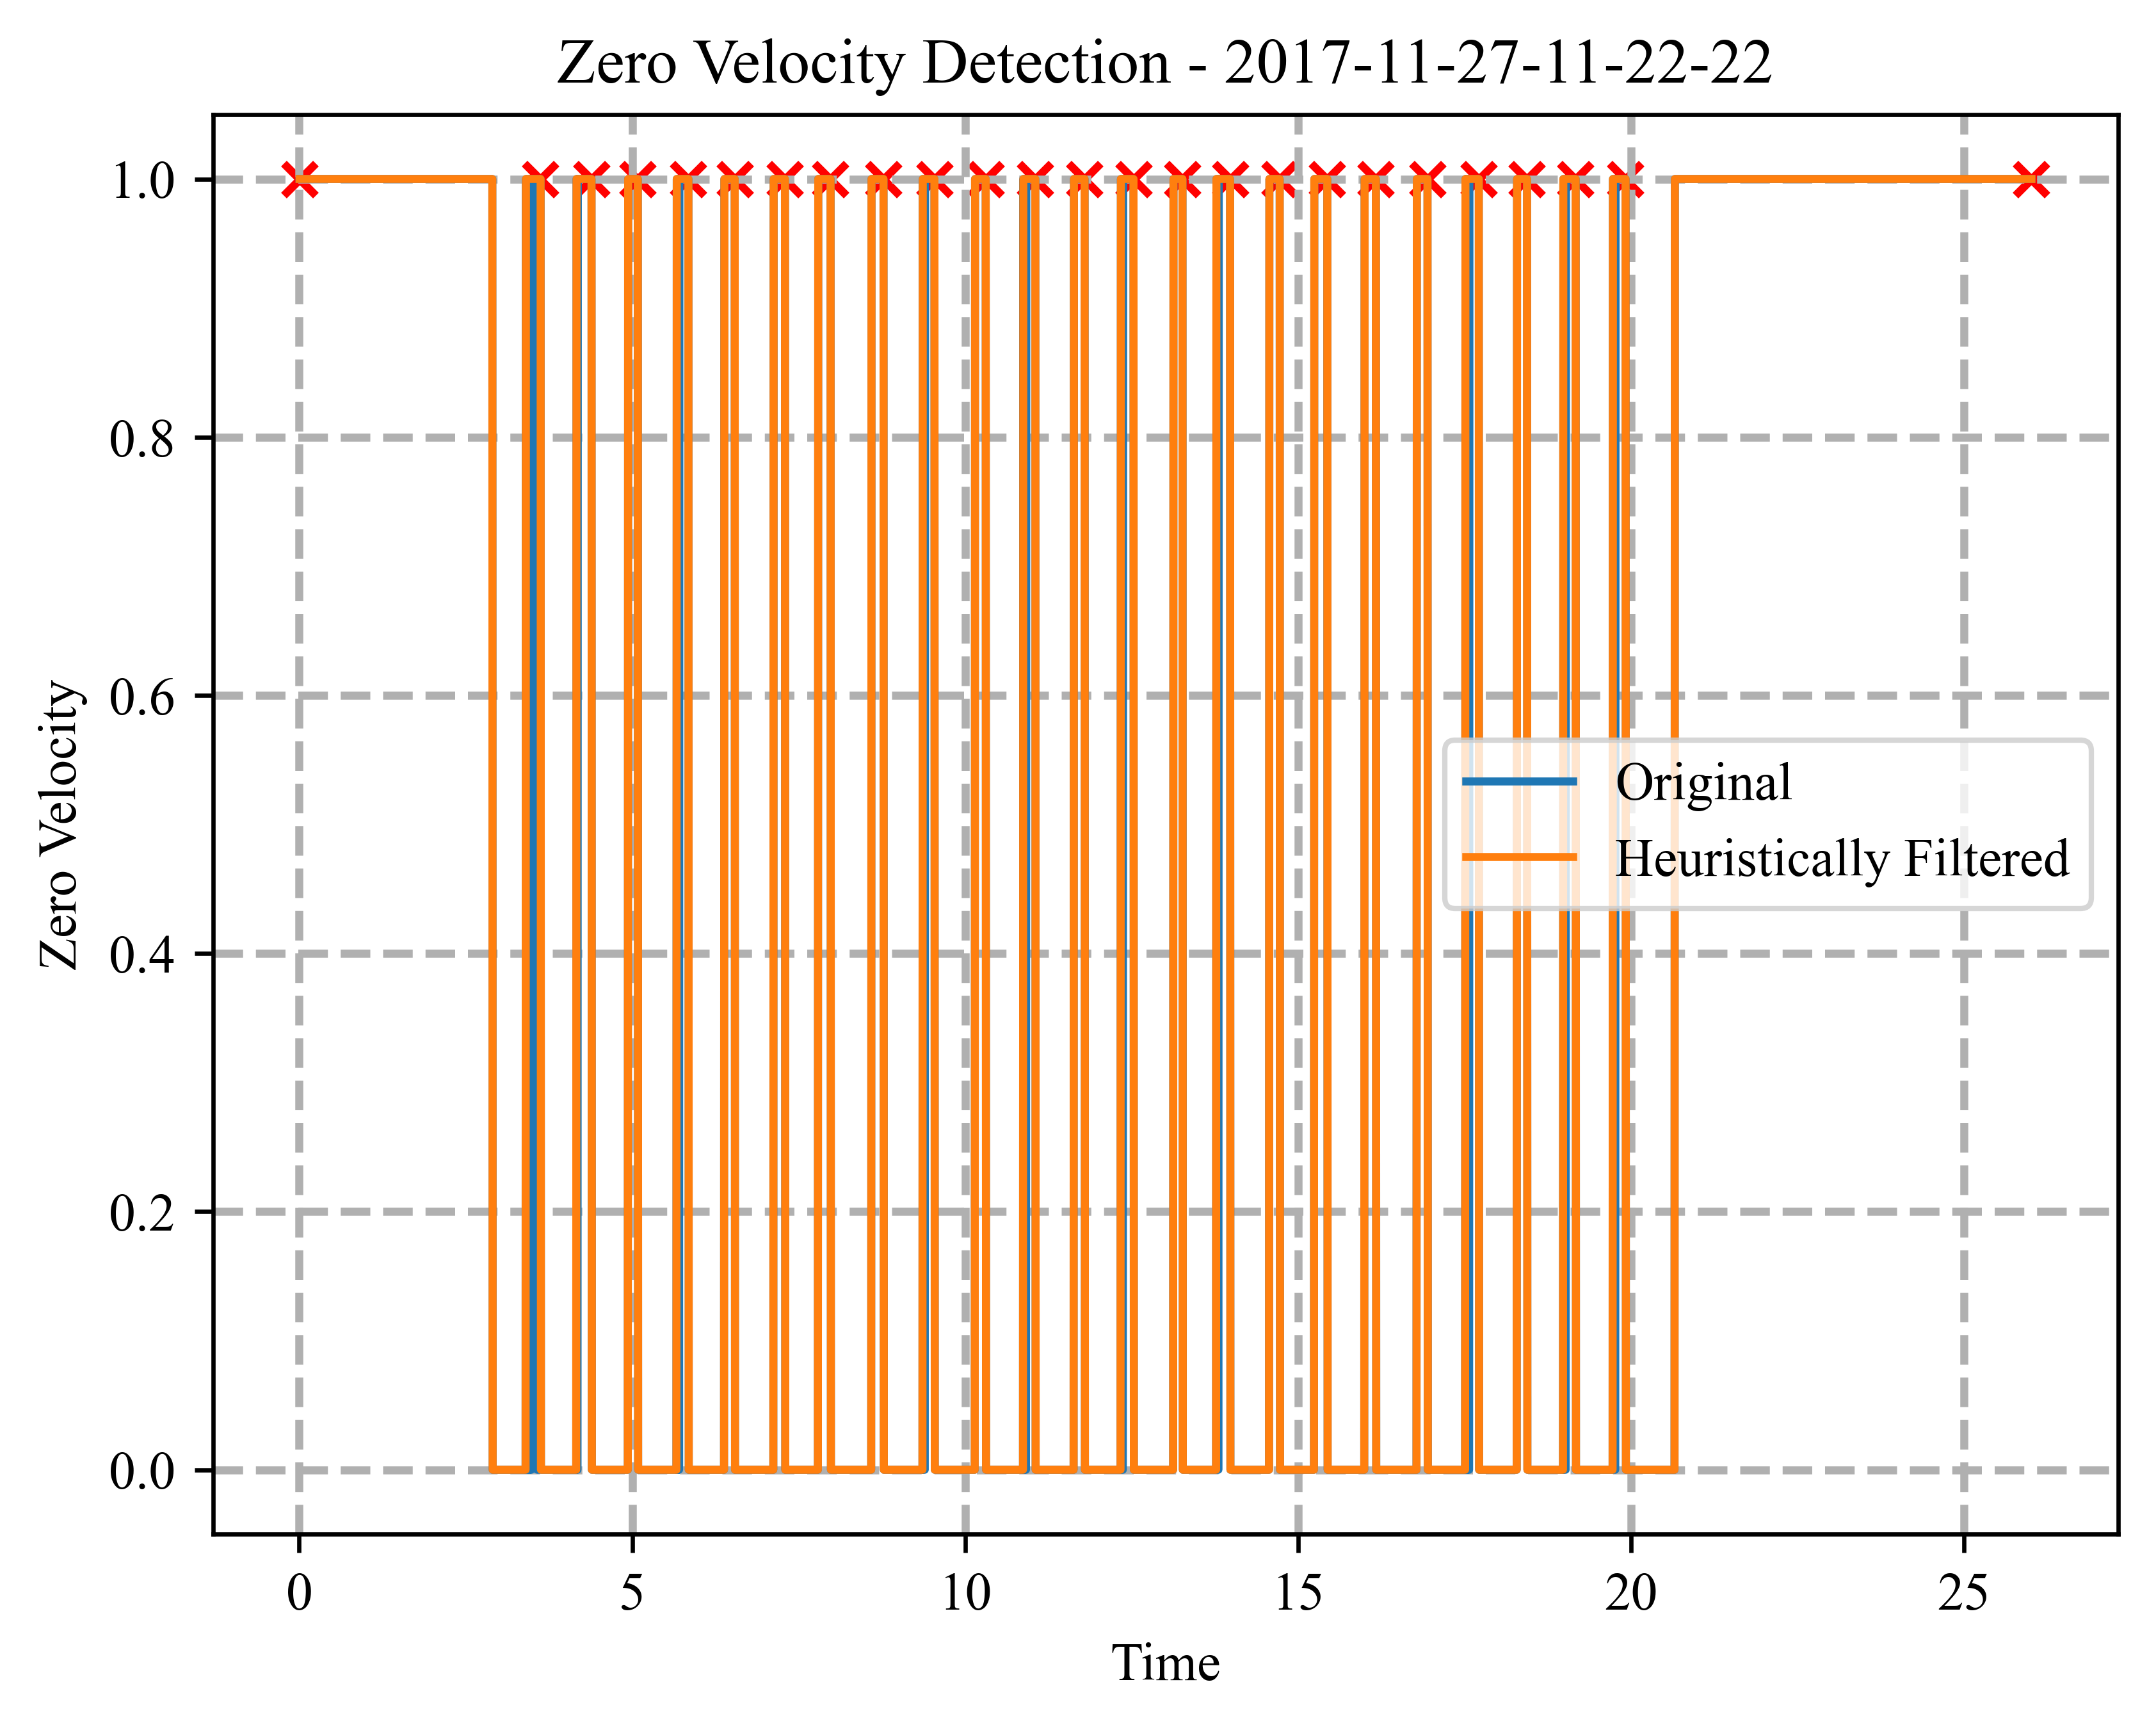 Zero Velocity Detection - 2017-11-27-11-22-22
1.0
0.8
0.6
0.4
0.2
0.0
Zero Velocity
Original
Heuristically Filtered
0 5 10 15 20 25
Time